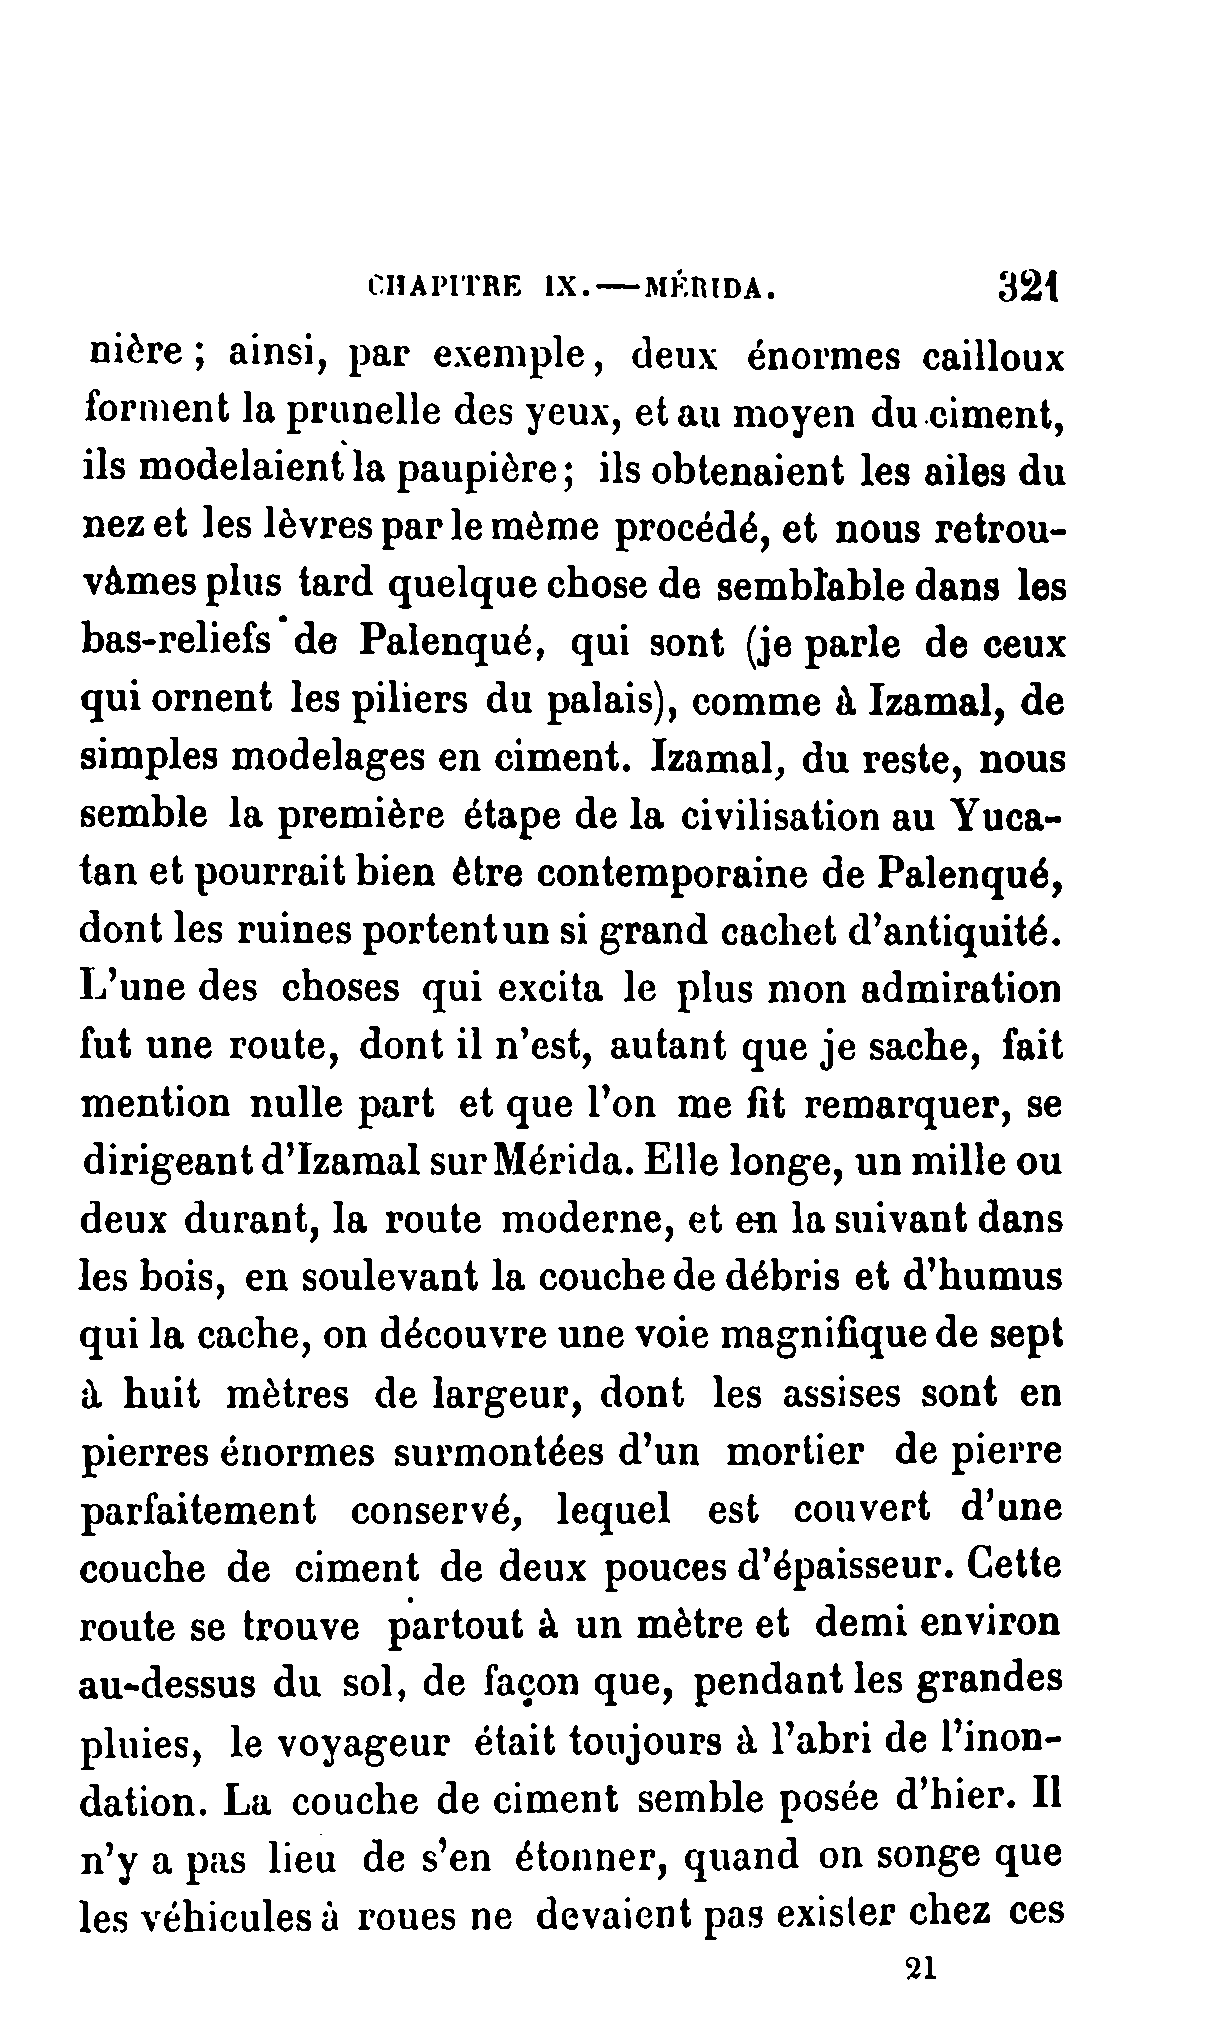 CHAPITRE IX.—MÉRIDA. 321
nière ; ainsi, par exemple, deux énormes cailloux
forment la prunelle des yeux, et au moyen du ciment,
ils modelaient la paupière; ils obtenaient les ailes du
nez et les lèvres par le même procédé, et nous retrou-
vâmes plus tard quelque chose de semblable dans les
bas-reliefs de Palenqué, qui sont (je parle de ceux
qui ornent les piliers du palais), comme à Izamal, de
simples modelages en ciment. Izamal, du reste, nous
semble la première étape de la civilisation au Yuca-
tan et pourrait bien être contemporaine de Palenqué,
dont les ruines portent un si grand cachet d'antiquité.
L'une des choses qui excita le plus mon admiration
fut une route, dont il n'est, autant que je sache, fait
mention nulle part et que l'on me fit remarquer, se
dirigeant d'Izamal sur Mérida. Elle longe, un mille ou
deux durant, la route moderne, et en la suivant dans
les bois, en soulevant la couche de débris et d'humus
qui la cache, on découvre une voie magnifique de sept
à huit mètres de largeur, dont les assises sont en
pierres énormes surmontées d'un mortier de pierre
parfaitement conservé, lequel est couvert d'une
couche de ciment de deux pouces d'épaisseur. Cette
route se trouve partout à un mètre et demi environ
au-dessus du sol, de façon que, pendant les grandes
pluies, le voyageur était toujours à l'abri de l'inon-
dation. La couche de ciment semble posée d'hier. Il
n'y a pas lieu de s'en étonner, quand on songe que
les véhicules à roues ne devaient pas exister chez ces
21